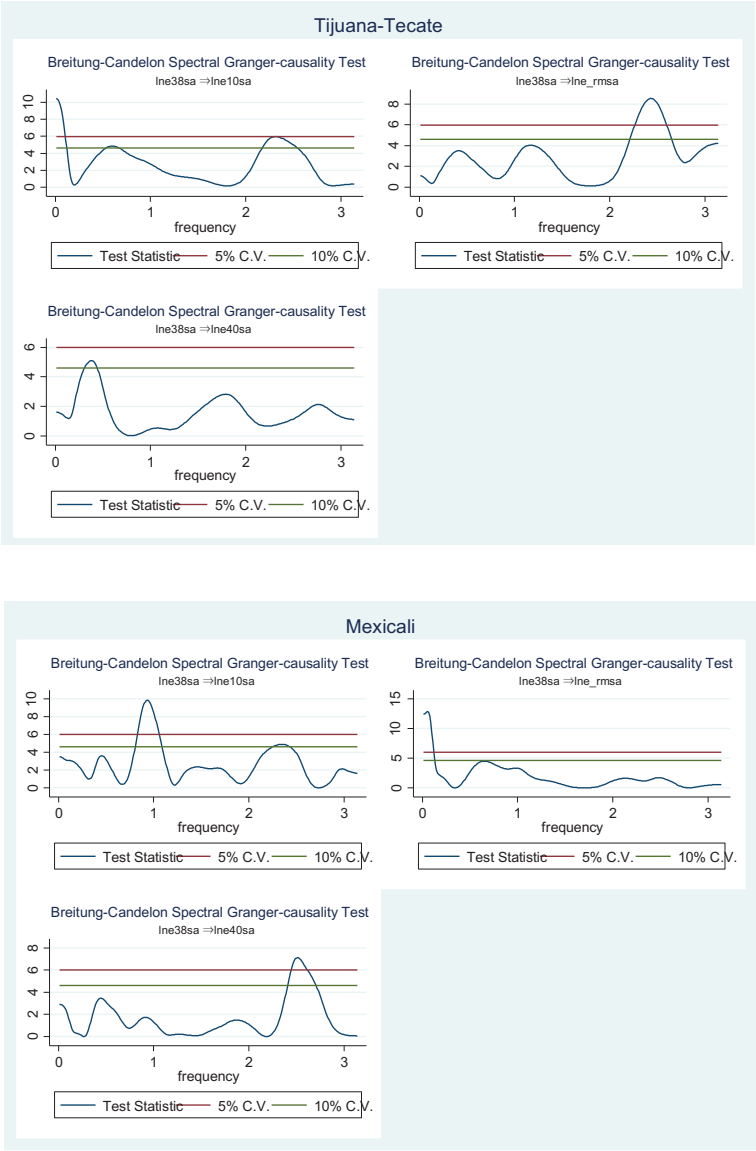 Tijuana-Tecate
Breitung-Candelon Spectral Granger-causality Test
lne38sa ⇒lne10sa
10
8
6
4
2
0
0 1 2 3
frequency
Test Statistic 5% C.V. 10% C.V.
Breitung-Candelon Spectral Granger-causality Test
lne38sa ⇒lne_rmsa
8
6
4
2
0
0 1 2 3
frequency
Test Statistic 5% C.V. 10% C.V.
Breitung-Candelon Spectral Granger-causality Test
lne38sa ⇒lne40sa
6
4
2
0
0 1 2 3
frequency
Test Statistic 5% C.V. 10% C.V.
Mexicali
Breitung-Candelon Spectral Granger-causality Test
lne38sa ⇒lne10sa
10
8
6
4
2
0
0 1 2 3
frequency
Test Statistic 5% C.V. 10% C.V.
Breitung-Candelon Spectral Granger-causality Test
lne38sa ⇒lne_rmsa
15
10
5
0
0 1 2 3
frequency
Test Statistic 5% C.V. 10% C.V.
Breitung-Candelon Spectral Granger-causality Test
lne38sa ⇒lne40sa
8
6
4
2
0
0 1 2 3
frequency
Test Statistic 5% C.V. 10% C.V.